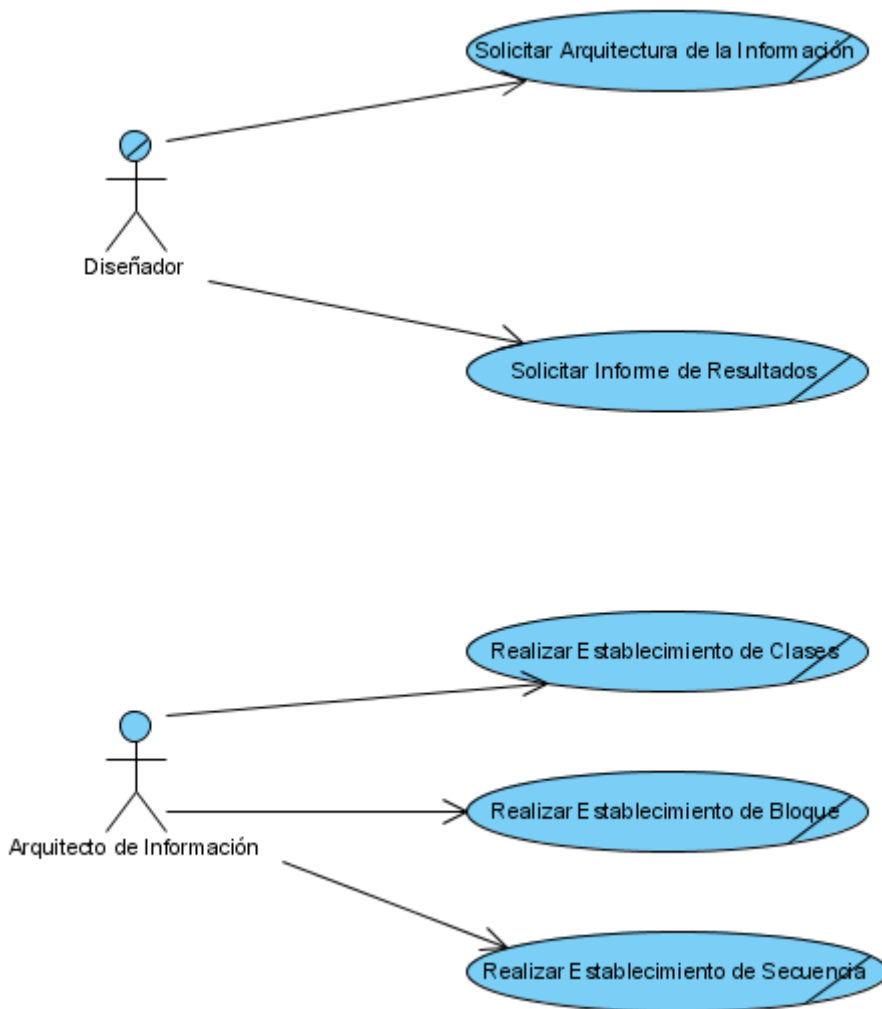 Solicitar Arquitectura de la Información
Diseñador
Solicitar Informe de Resultados
Realizar Establecimiento de Clases
Realizar Establecimiento de Bloque
Arquitecto de Información
Realizar Establecimiento de Secuencia